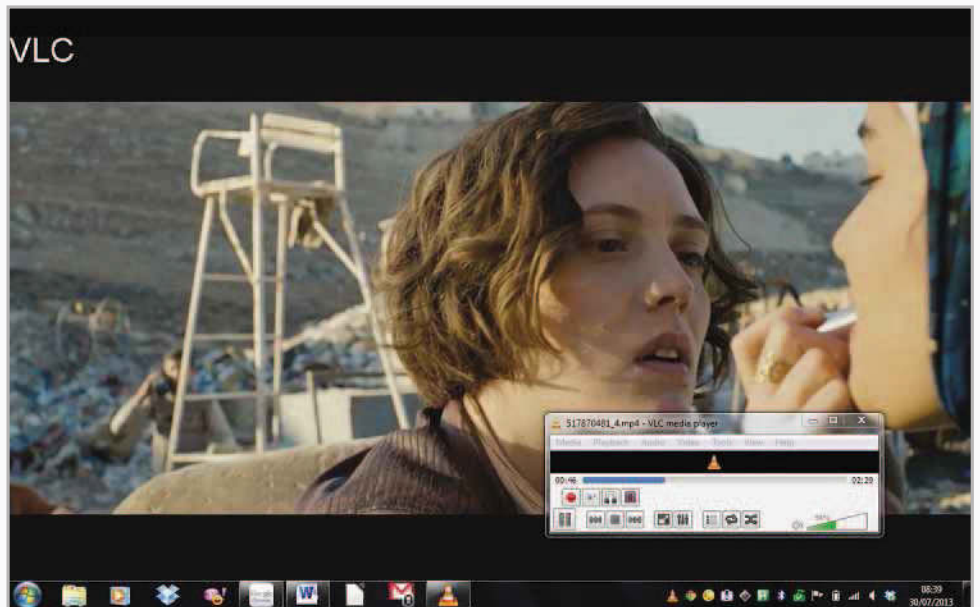 VLC
517870481_4.mp4 - VLC media player
Media Playback Audio Video Tools View Help
00:46 02:20
08:39
30/07/2013